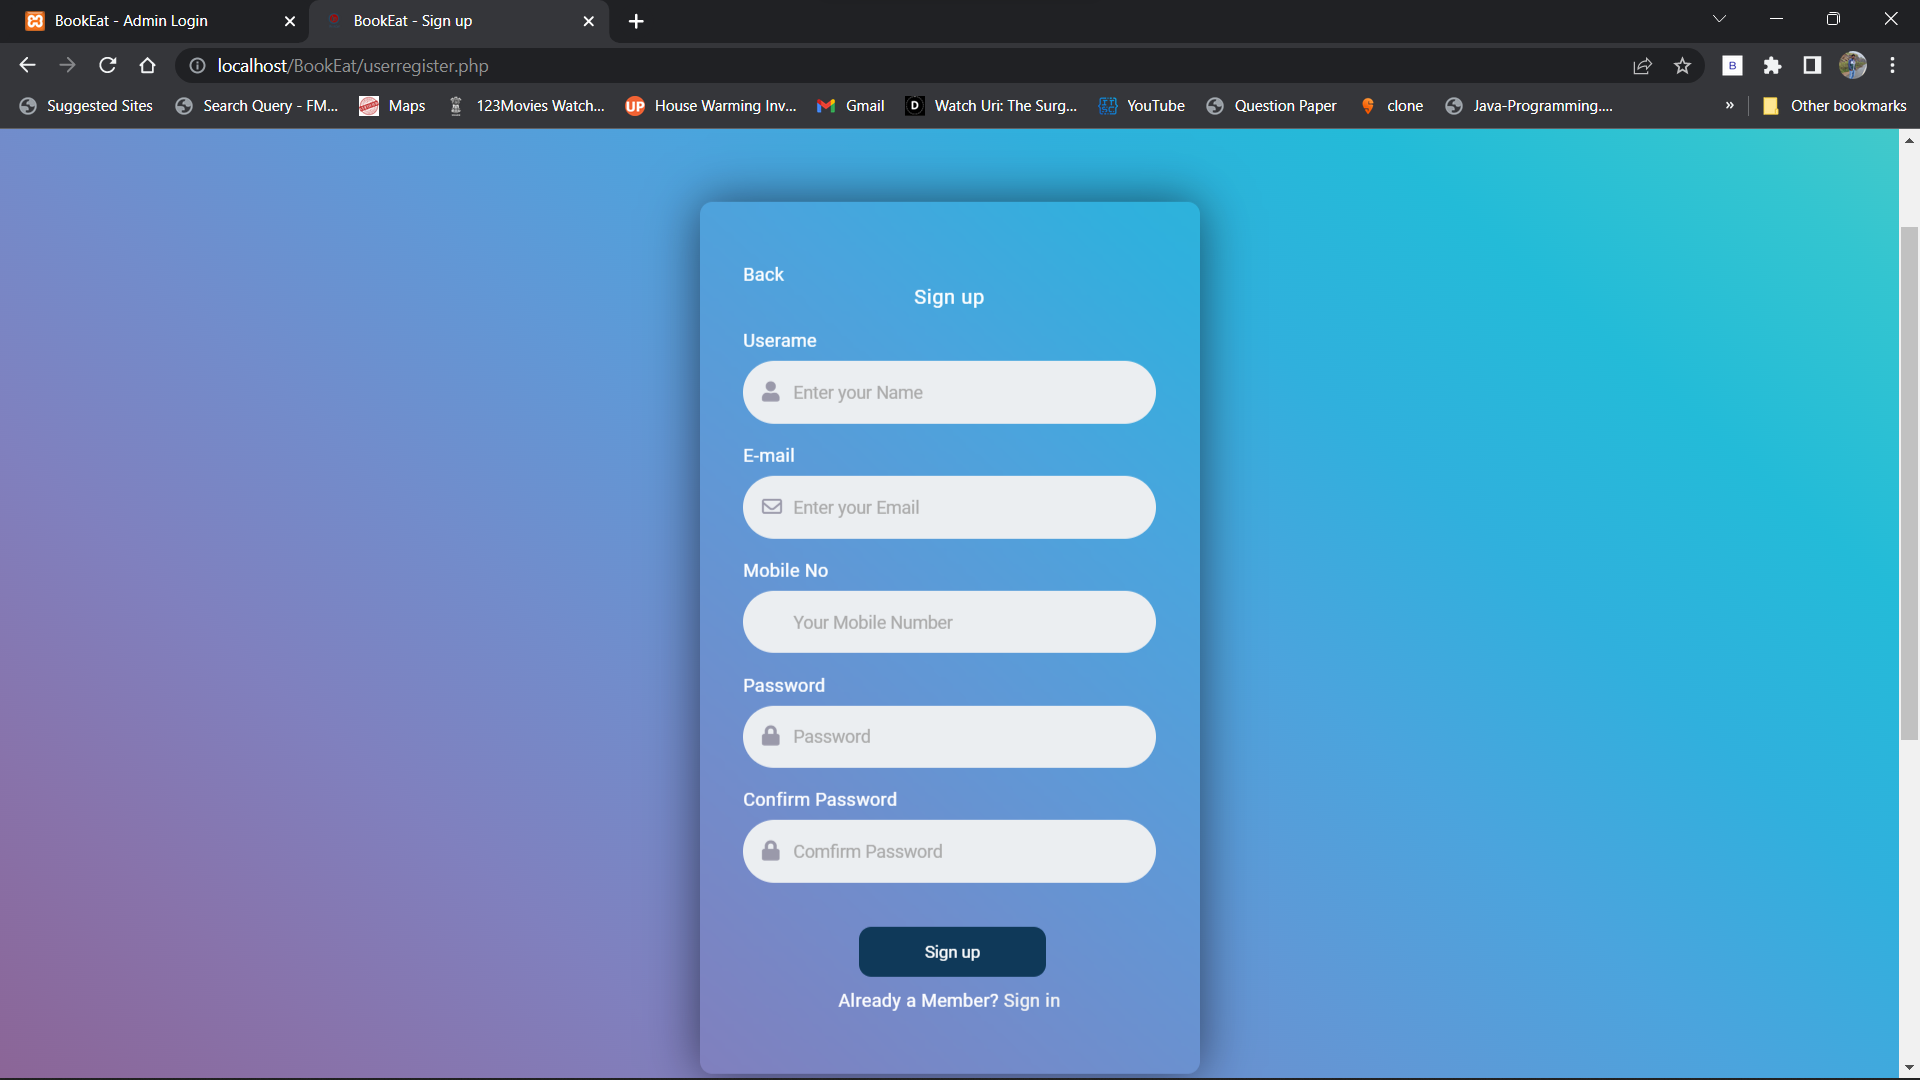 BookEat - Admin Login
BookEat - Sign up
localhost/BookEat/userregister.php
B
Suggested Sites
Search Query - FM...
Maps
123Movies Watch...
UP House Warming Inv...
Gmail
D Watch Uri: The Surg...
YouTube
Question Paper
clone
Java-Programming....
»
Other bookmarks
Back
Sign up
Userame
Enter your Name
E-mail
Enter your Email
Mobile No
Your Mobile Number
Password
Password
Confirm Password
Comfirm Password
Sign up
Already a Member? Sign in